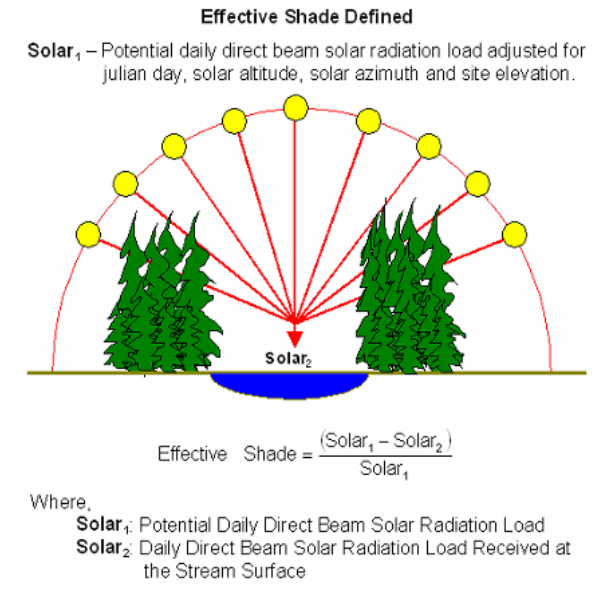 Effective Shade Defined
Solar₁ – Potential daily direct beam solar radiation load adjusted for
julian day, solar altitude, solar azimuth and site elevation.
Solar₂
Effective Shade = (Solar₁ – Solar₂) / Solar₁
Where,
Solar₁: Potential Daily Direct Beam Solar Radiation Load
Solar₂: Daily Direct Beam Solar Radiation Load Received at
the Stream Surface